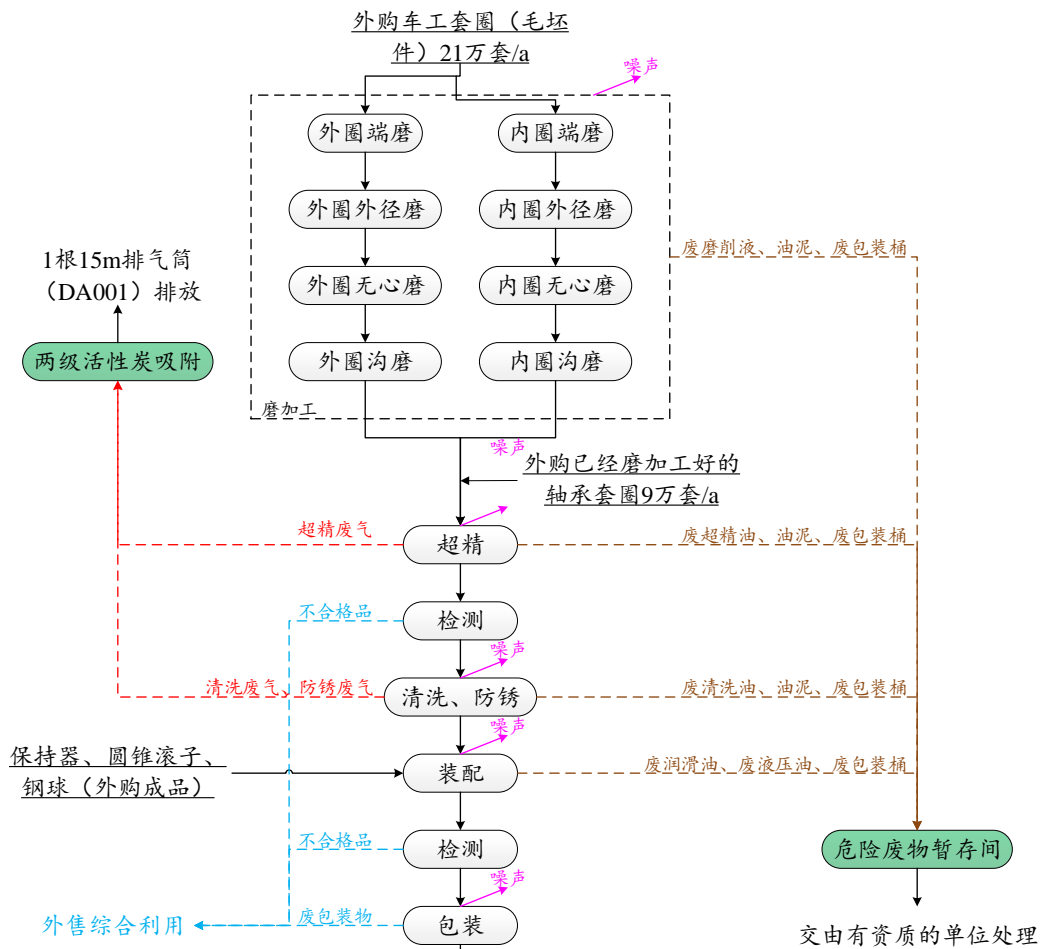 外购车工套圈（毛坯
件）21万套/a
噪声
外圈端磨
内圈端磨
外圈外径磨
内圈外径磨
废磨削液、油泥、废包装桶
1根15m排气筒
（DA001）排放
外圈无心磨
内圈无心磨
两级活性炭吸附
外圈沟磨
内圈沟磨
磨加工
噪声
外购已经磨加工好的
轴承套圈9万套/a
超精废气
超精
废超精油、油泥、废包装桶
不合格品
检测
噪声
清洗废气、防锈废气
清洗、防锈
废清洗油、油泥、废包装桶
噪声
保持器、圆锥滚子、
钢球（外购成品）
装配
废润滑油、废液压油、废包装桶
不合格品
检测
危险废物暂存间
噪声
外售综合利用
废包装物
包装
交由有资质的单位处理